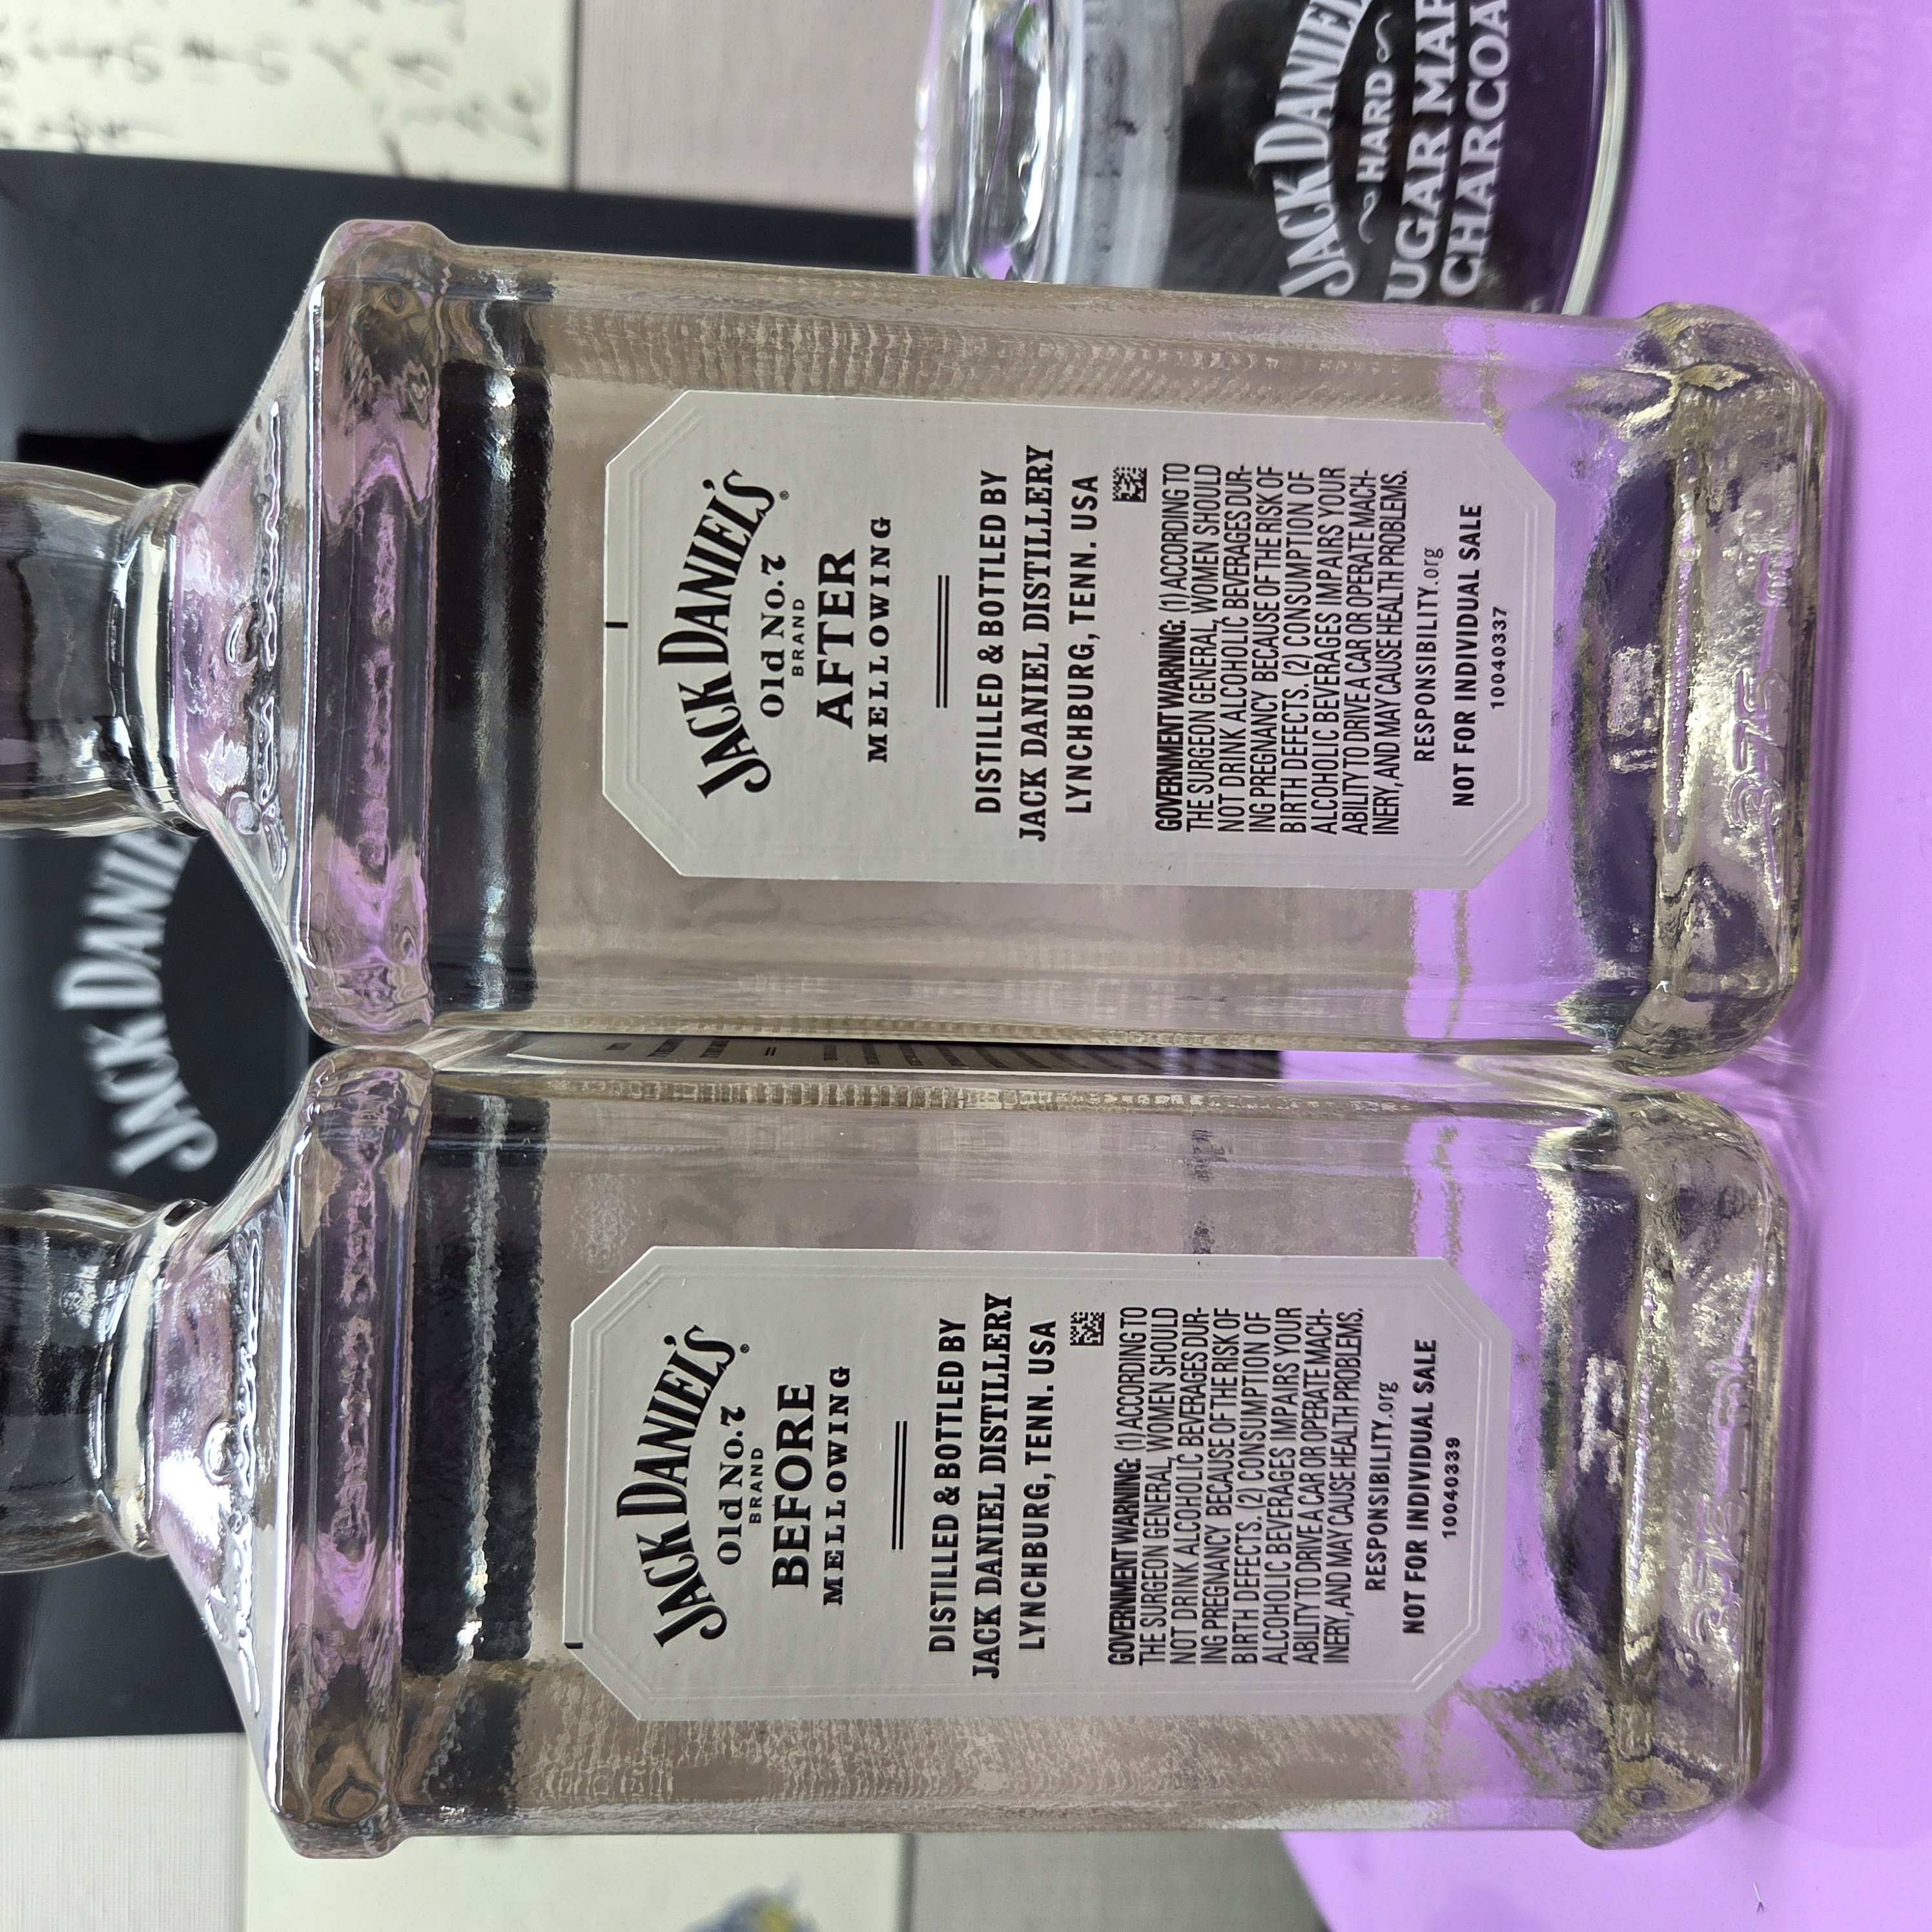 JACK DANIEL'S
JACK DANIEL'S®
Old No.7
BRAND
BEFORE
MELLOWING
DISTILLED & BOTTLED BY
JACK DANIEL DISTILLERY
LYNCHBURG, TENN. USA
GOVERNMENT WARNING: (1) ACCORDING TO
THE SURGEON GENERAL, WOMEN SHOULD
NOT DRINK ALCOHOLIC BEVERAGES DUR-
ING PREGNANCY BECAUSE OF THE RISK OF
BIRTH DEFECTS. (2) CONSUMPTION OF
ALCOHOLIC BEVERAGES IMPAIRS YOUR
ABILITY TO DRIVE A CAR OR OPERATE MACH-
INERY, AND MAY CAUSE HEALTH PROBLEMS.
RESPONSIBILITY.org
NOT FOR INDIVIDUAL SALE
10040339
375 ml
JACK DANIEL'S®
Old No.7
BRAND
AFTER
MELLOWING
DISTILLED & BOTTLED BY
JACK DANIEL DISTILLERY
LYNCHBURG, TENN. USA
GOVERNMENT WARNING: (1) ACCORDING TO
THE SURGEON GENERAL, WOMEN SHOULD
NOT DRINK ALCOHOLIC BEVERAGES DUR-
ING PREGNANCY BECAUSE OF THE RISK OF
BIRTH DEFECTS. (2) CONSUMPTION OF
ALCOHOLIC BEVERAGES IMPAIRS YOUR
ABILITY TO DRIVE A CAR OR OPERATE MACH-
INERY, AND MAY CAUSE HEALTH PROBLEMS.
RESPONSIBILITY.org
NOT FOR INDIVIDUAL SALE
10040337
375 ml
JACK DANIEL
HARD
UGAR MAP
CHARCOA